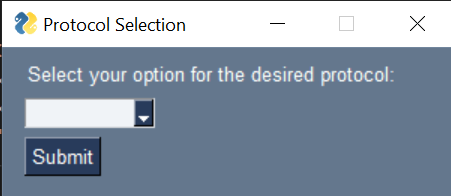 Protocol Selection
Select your option for the desired protocol:
Submit